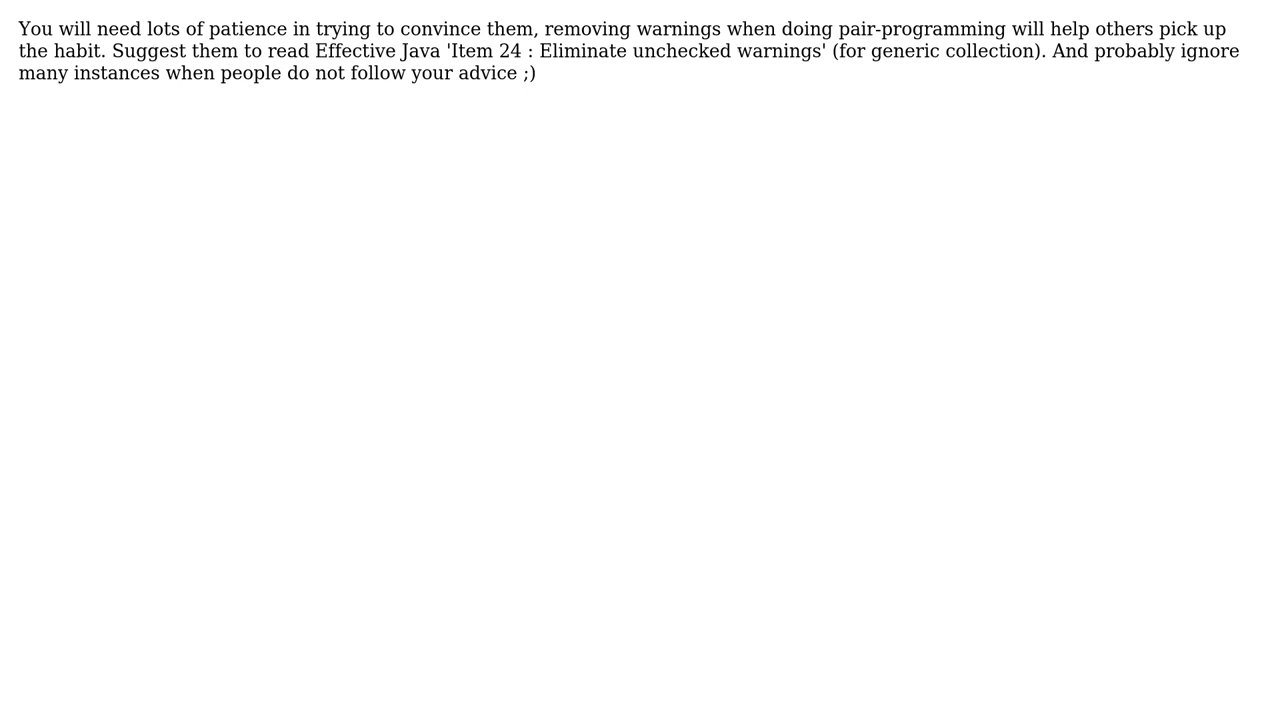 You will need lots of patience in trying to convince them, removing warnings when doing pair-programming will help others pick up
the habit. Suggest them to read Effective Java 'Item 24 : Eliminate unchecked warnings' (for generic collection). And probably ignore
many instances when people do not follow your advice ;)